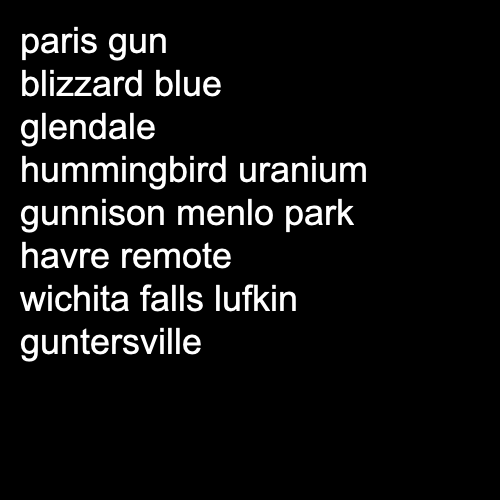 paris gun
blizzard blue
glendale
hummingbird uranium
gunnison menlo park
havre remote
wichita falls lufkin
guntersville